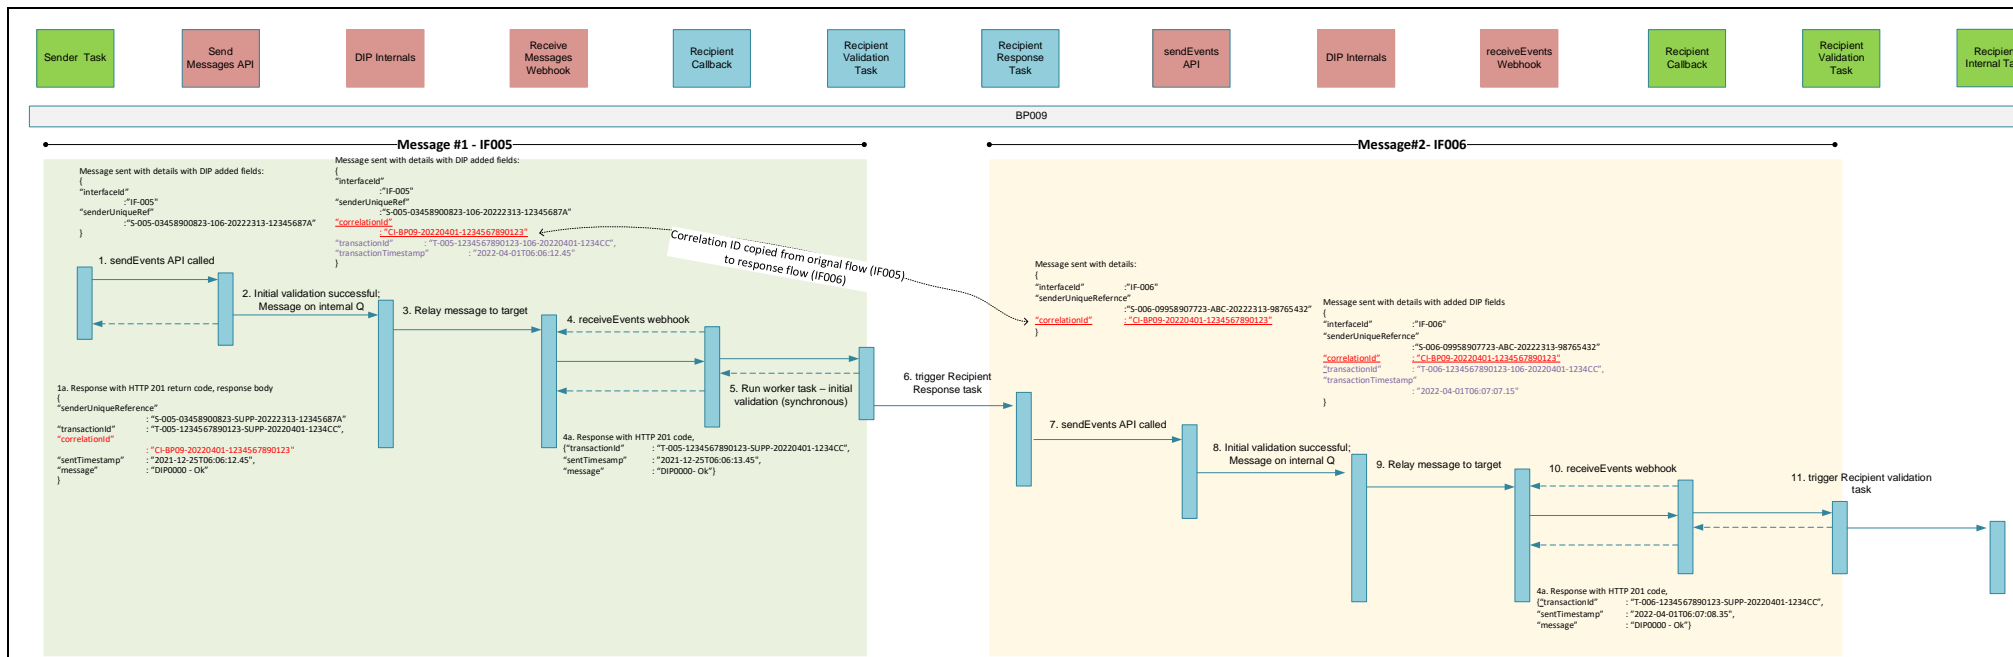 Sender Task
Send
Messages API
DIP Internals
Receive
Messages
Webhook
Recipient
Callback
Recipient
Validation
Task
Recipient
Response
Task
sendEvents
API
DIP Internals
receiveEvents
Webhook
Recipient
Callback
Recipient
Validation
Task
Recipien
Internal Ta
BP009
Message #1 - IF005
Message#2- IF006
Message sent with details with DIP added fields:
{
“interfaceId”
:“IF-005”
“senderUniqueRef”
:“S-005-03458900823-106-20222313-12345687A”
}
Message sent with details with DIP added fields:
{
“interfaceId”
:“IF-005”
“senderUniqueRef”
:“S-005-03458900823-106-20222313-12345687A”
“correlationId”
: “CI-BP09-20220401-1234567890123”
“transactionId” : “T-005-1234567890123-106-20220401-1234CC”,
“transactionTimestamp” : “2022-04-01T06:06:12.45”
}
Correlation ID copied from orignal flow (IF005)
to response flow (IF006)
1. sendEvents API called
2. Initial validation successful;
Message on internal Q
3. Relay message to target
4. receiveEvents webhook
5. Run worker task – initial
validation (synchronous)
6. trigger Recipient
Response task
1a. Response with HTTP 201 return code, response body
{
“senderUniqueReference”
: “S-005-03458900823-SUPP-20222313-12345687A”
“transactionId” : “T-005-1234567890123-SUPP-20220401-1234CC”,
“correlationId”
: “CI-BP09-20220401-1234567890123”
“sentTimestamp” : “2021-12-25T06:06:12.45”,
“message” : “DIP0000 - Ok”
}
4a. Response with HTTP 201 code,
{“transactionId” : “T-005-1234567890123-SUPP-20220401-1234CC”,
“sentTimesamp” : “2021-12-25T06:06:13.45”,
“message” : “DIP0000- Ok”}
Message sent with details:
{
“interfaceId” :“IF-006”
“senderUniqueRefernce”
:“S-006-09958907723-ABC-20222313-98765432”
“correlationId” : “CI-BP09-20220401-1234567890123”
}
Message sent with details with added DIP fields
{
“interfaceId” :“IF-006”
“senderUniqueRefernce”
:“S-006-09958907723-ABC-20222313-98765432”
“correlationId” : “CI-BP09-20220401-1234567890123”
“transactionId” : “T-006-1234567890123-106-20220401-1234CC”,
“transactionTimestamp”
: “2022-04-01T06:07:07.15”
}
7. sendEvents API called
8. Initial validation successful;
Message on internal Q
9. Relay message to target
10. receiveEvents webhook
11. trigger Recipient validation
task
4a. Response with HTTP 201 code,
{“transactionId” : “T-006-1234567890123-SUPP-20220401-1234CC”,
“sentTimestamp” : “2022-04-01T06:07:08.35”,
“message” : “DIP0000 - Ok”}